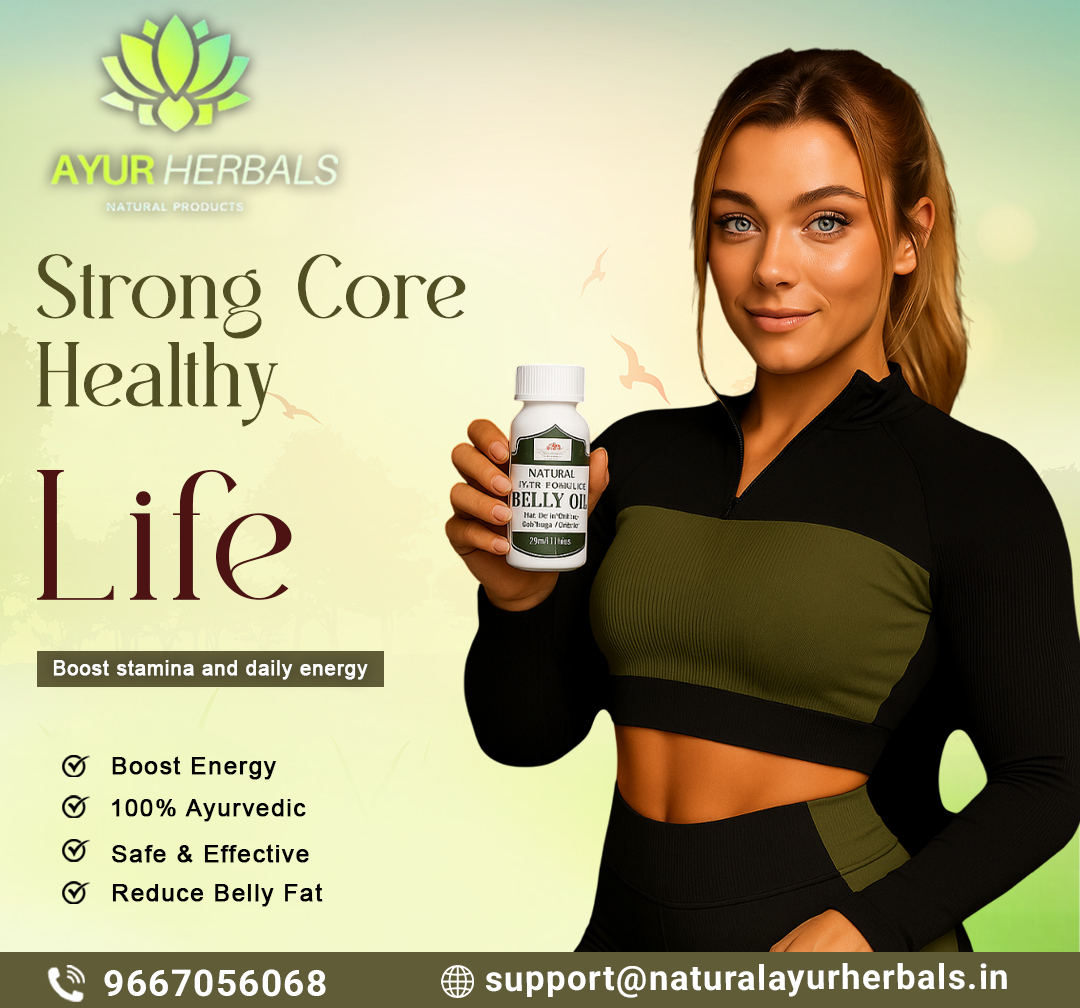 AYUR HERBALS
NATURAL PRODUCTS
Strong Core
Healthy
Life
Boost stamina and daily energy
Boost Energy
100% Ayurvedic
Safe & Effective
Reduce Belly Fat
NATURAL
BELLY OIL
9667056068
support@naturalayurherbals.in